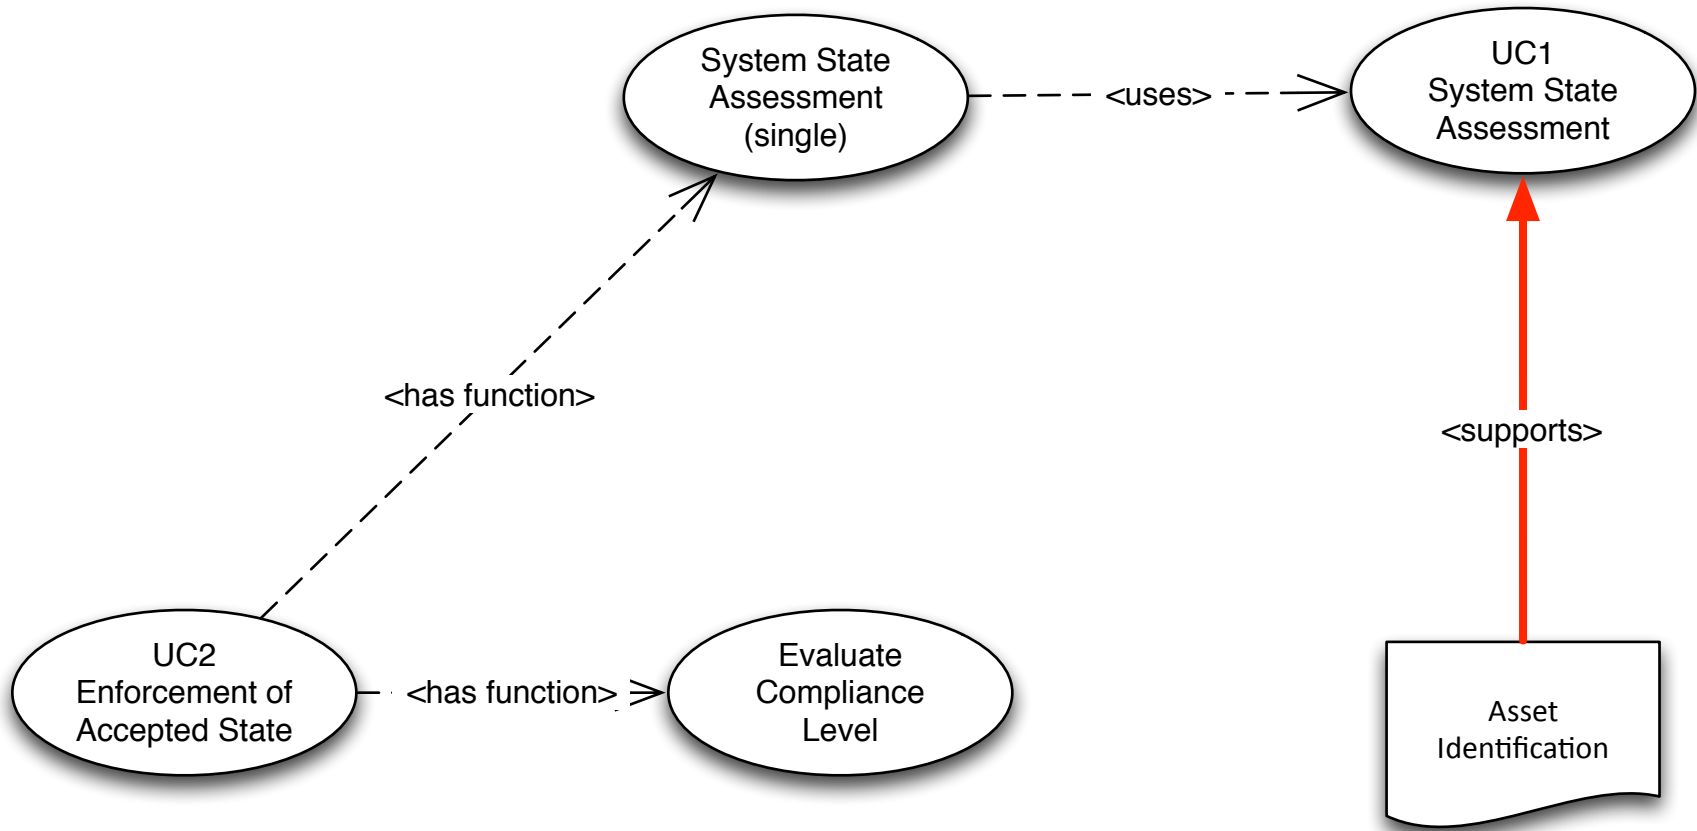 System State
Assessment
(single)
<uses>
UC1
System State
Assessment
<has function>
<supports>
UC2
Enforcement of
Accepted State
<has function>
Evaluate
Compliance
Level
Asset
Identification